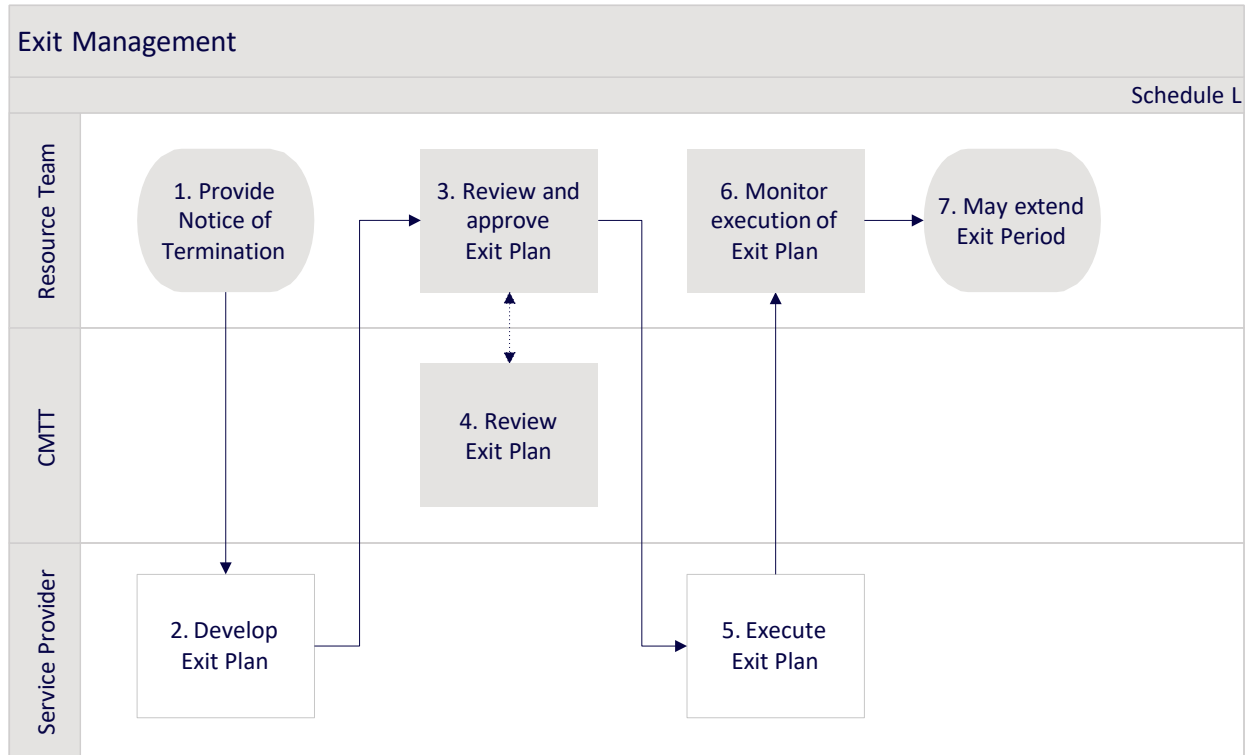 Exit Management
Schedule L
Resource Team
1. Provide
Notice of
Termination
3. Review and
approve
Exit Plan
6. Monitor
execution of
Exit Plan
7. May extend
Exit Period
CMTT
4. Review
Exit Plan
Service Provider
2. Develop
Exit Plan
5. Execute
Exit Plan